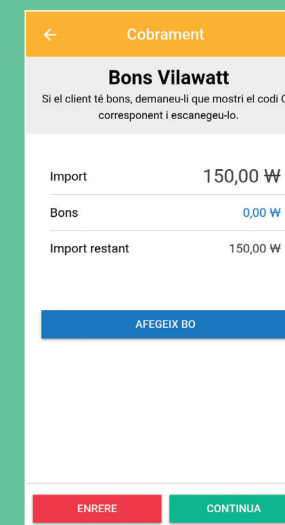 Cobrament
Bons Vilawatt
Si el client té bons, demaneu-li que mostri el codi
corresponent i escanegeu-lo.
Import 150,00 ₩
Bons 0,00 ₩
Import restant 150,00 ₩
AFEGEIX BO
ENRERE CONTINUA